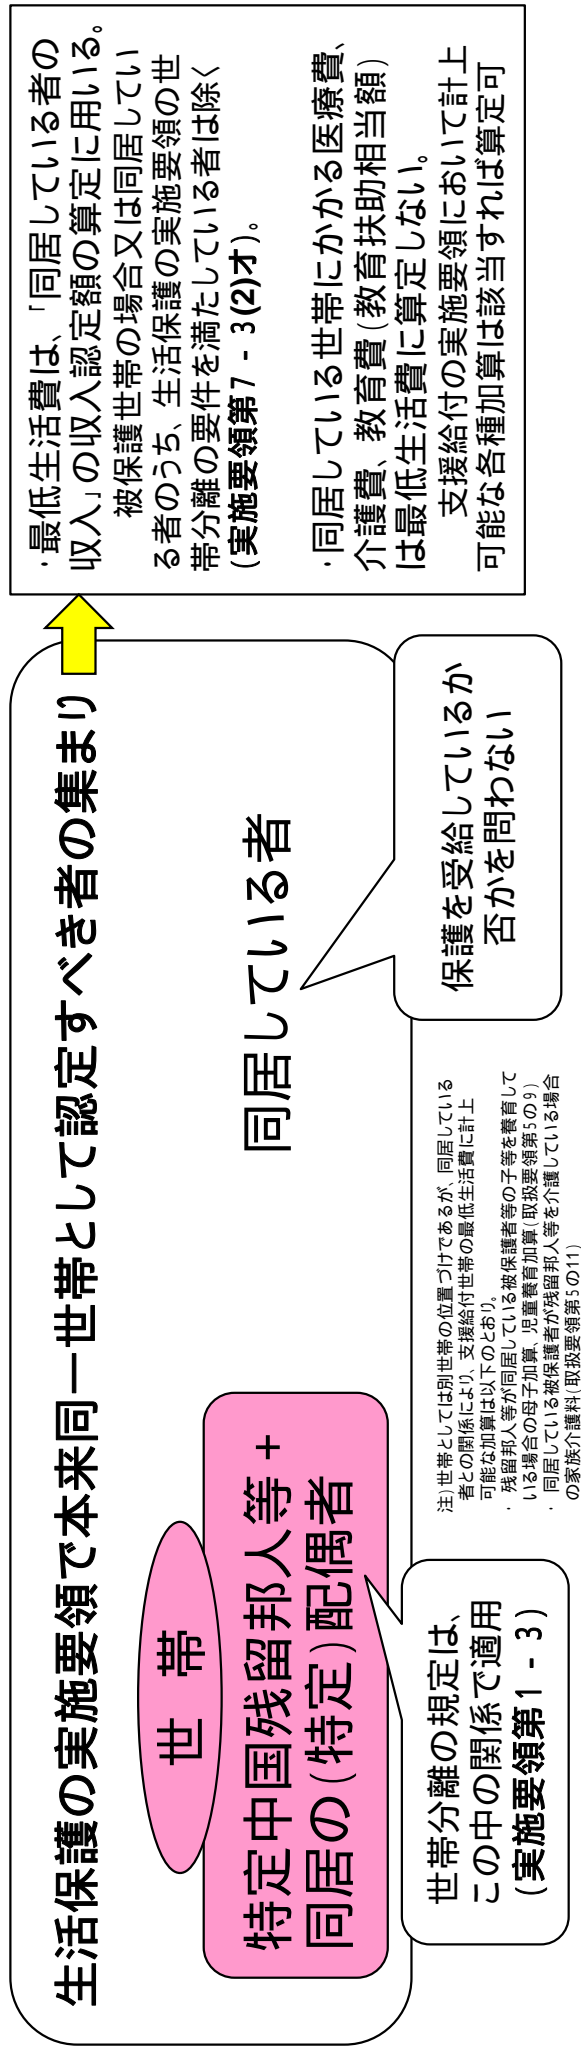 生活保護の実施要領で本来同一世帯として認定すべき者の集まり
世　帯
特定中国残留邦人等＋
同居の(特定)配偶者
世帯分離の規定は、
この中の関係で適用
(実施要領第1‐3)
同居している者
保護を受給しているか
否かを問わない
注)世帯としては別世帯の位置づけであるが、同居している
者との関係により、支援給付世帯の最低生活費に計上
可能な加算は以下のとおり。
・ 残留邦人等が同居している被保護者等の子等を養育して
いる場合の母子加算、児童養育加算(取扱要領第5の9)
・ 同居している被保護者が残留邦人等を介護している場合
の家族介護料(取扱要領第5の11)
・最低生活費は、「同居している者の
収入」の収入認定額の算定に用いる。
被保護世帯の場合又は同居してい
る者のうち、生活保護の実施要領の世
帯分離の要件を満たしている者は除く
(実施要領第7‐3(2)オ)。
・同居している世帯にかかる医療費、
介護費、教育費(教育扶助相当額)
は最低生活費に算定しない。
支援給付の実施要領において計上
可能な各種加算は該当すれば算定可